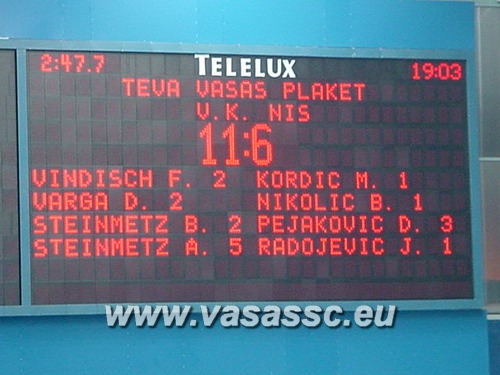 2:47.7 TELELUX 19:03
TEVA VASAS PLAKET
V.K. NIS
11:6
VINDISCH F. 2 KORDIC M. 1
VARGA D. 2 NIKOLIC B. 1
STEINMETZ B. 2 PEJAKOVIC D. 3
STEINMETZ A. 5 RADOJEVIC J. 1
www.vasassc.eu